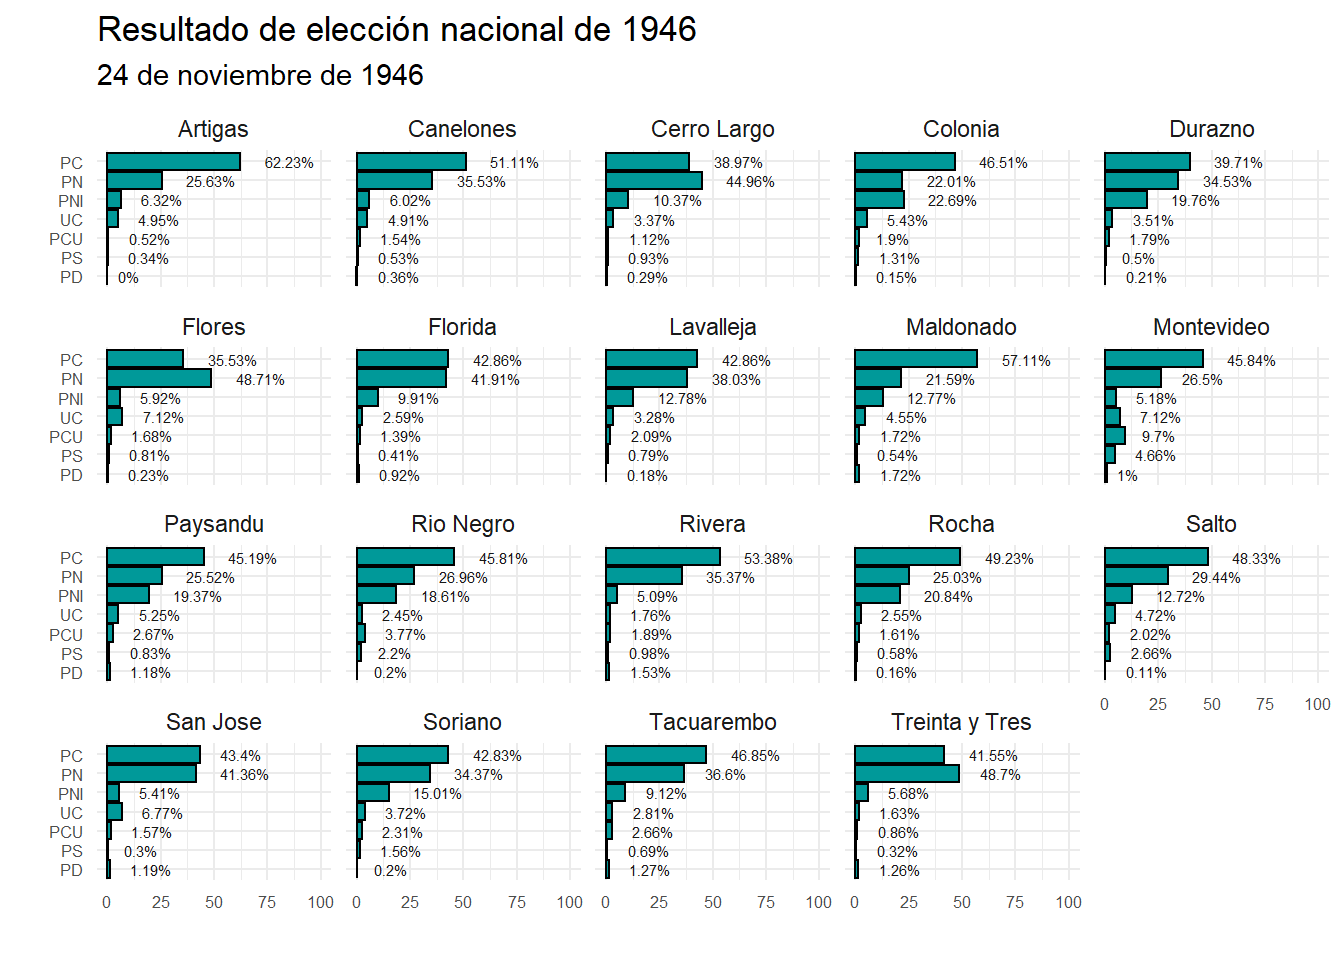 Resultado de elección nacional de 1946
24 de noviembre de 1946
Artigas Canelones Cerro Largo Colonia Durazno
PC 62.23% 51.11% 38.97% 46.51% 39.71%
PN 25.63% 35.53% 44.96% 22.01% 34.53%
PNI 6.32% 6.02% 10.37% 22.69% 19.76%
UC 4.95% 4.91% 3.37% 5.43% 3.51%
PCU 0.52% 1.54% 1.12% 1.9% 1.79%
PS 0.34% 0.53% 0.93% 1.31% 0.5%
PD 0% 0.36% 0.29% 0.15% 0.21%
Flores Florida Lavalleja Maldonado Montevideo
PC 35.53% 42.86% 42.86% 57.11% 45.84%
PN 48.71% 41.91% 38.03% 21.59% 26.5%
PNI 5.92% 9.91% 12.78% 12.77% 5.18%
UC 7.12% 2.59% 3.28% 4.55% 7.12%
PCU 1.68% 1.39% 2.09% 1.72% 9.7%
PS 0.81% 0.41% 0.79% 0.54% 4.66%
PD 0.23% 0.92% 0.18% 1.72% 1%
Paysandu Rio Negro Rivera Rocha Salto
PC 45.19% 45.81% 53.38% 49.23% 48.33%
PN 25.52% 26.96% 35.37% 25.03% 29.44%
PNI 19.37% 18.61% 5.09% 20.84% 12.72%
UC 5.25% 2.45% 1.76% 2.55% 4.72%
PCU 2.67% 3.77% 1.89% 1.61% 2.02%
PS 0.83% 2.2% 0.98% 0.58% 2.66%
PD 1.18% 0.2% 1.53% 0.16% 0.11%
0 25 50 75 100
San Jose Soriano Tacuarembo Treinta y Tres
PC 43.4% 42.83% 46.85% 41.55%
PN 41.36% 34.37% 36.6% 48.7%
PNI 5.41% 15.01% 9.12% 5.68%
UC 6.77% 3.72% 2.81% 1.63%
PCU 1.57% 2.31% 2.66% 0.86%
PS 0.3% 1.56% 0.69% 0.32%
PD 1.19% 0.2% 1.27% 1.26%
0 25 50 75 100 0 25 50 75 100 0 25 50 75 100 0 25 50 75 100